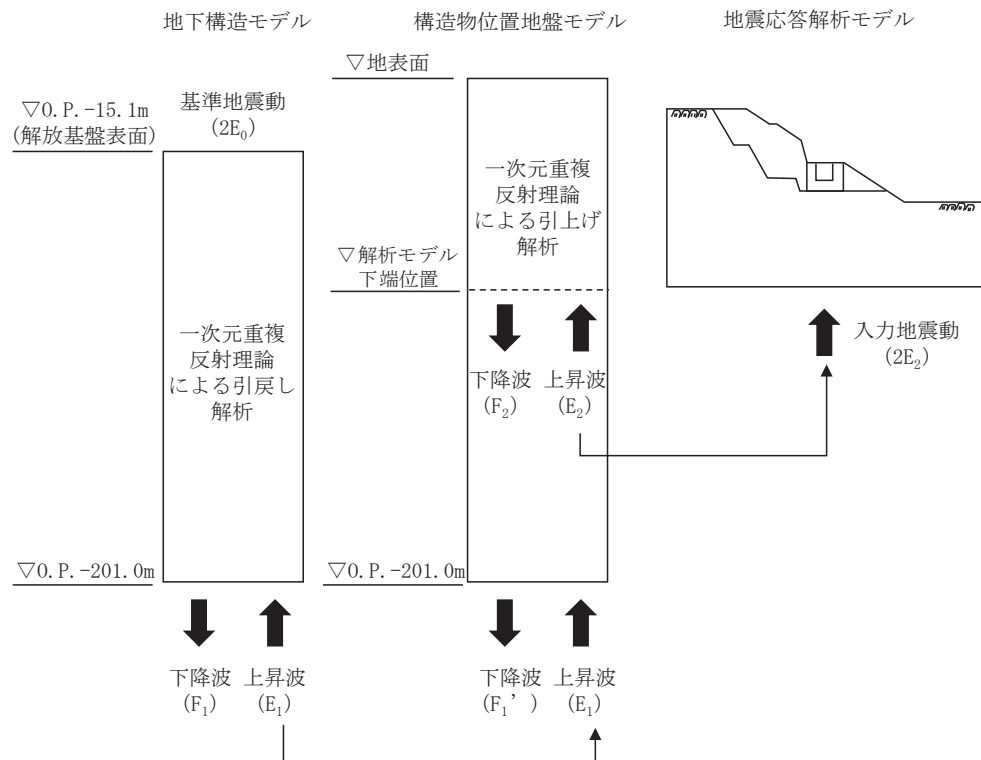 地下構造モデル
構造物位置地盤モデル
地震応答解析モデル
▽O.P.-15.1m
(解放基盤表面)
基準地震動
(2E₀)
一次元重複
反射理論
による引戻し
解析
▽O.P.-201.0m
下降波
(F₁)
上昇波
(E₁)
▽地表面
一次元重複
反射理論
による引上げ
解析
▽解析モデル
下端位置
下降波
(F₂)
上昇波
(E₂)
▽O.P.-201.0m
下降波
(F₁’)
上昇波
(E₁)
入力地震動
(2E₂)